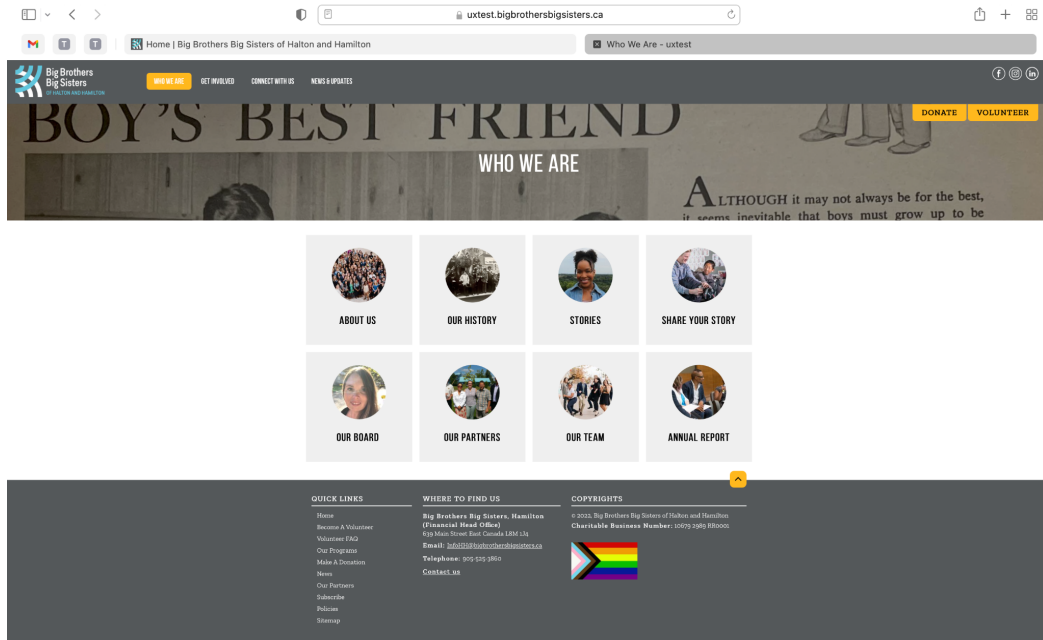 uxtest.bigbrothersbigsisters.ca
M
T
T
Home | Big Brothers Big Sisters of Halton and Hamilton
Who We Are - uxtest
Big Brothers
Big Sisters
OF HALTON AND HAMILTON
WHO WE ARE
GET INVOLVED
CONNECT WITH US
NEWS & UPDATES
f
in
DONATE
VOLUNTEER
BOY'S BEST FRIEND
WHO WE ARE
ALTHOUGH it may not always be for the best,
it seems inevitable that boys must grow up to be
ABOUT US
OUR HISTORY
STORIES
SHARE YOUR STORY
OUR BOARD
OUR PARTNERS
OUR TEAM
ANNUAL REPORT
QUICK LINKS
Home
Become A Volunteer
Volunteer FAQ
Our Programs
Make A Donation
News
Our Partners
Subscribe
Policies
Sitemap
WHERE TO FIND US
Big Brothers Big Sisters, Hamilton
(Financial Head Office)
639 Main Street East Canada L8M 1J4
Email: InfoHH@bigbrothersbigsisters.ca
Telephone: 905-525-3860
Contact us
COPYRIGHTS
© 2022, Big Brothers Big Sisters of Halton and Hamilton
Charitable Business Number: 10679 2989 RR0001